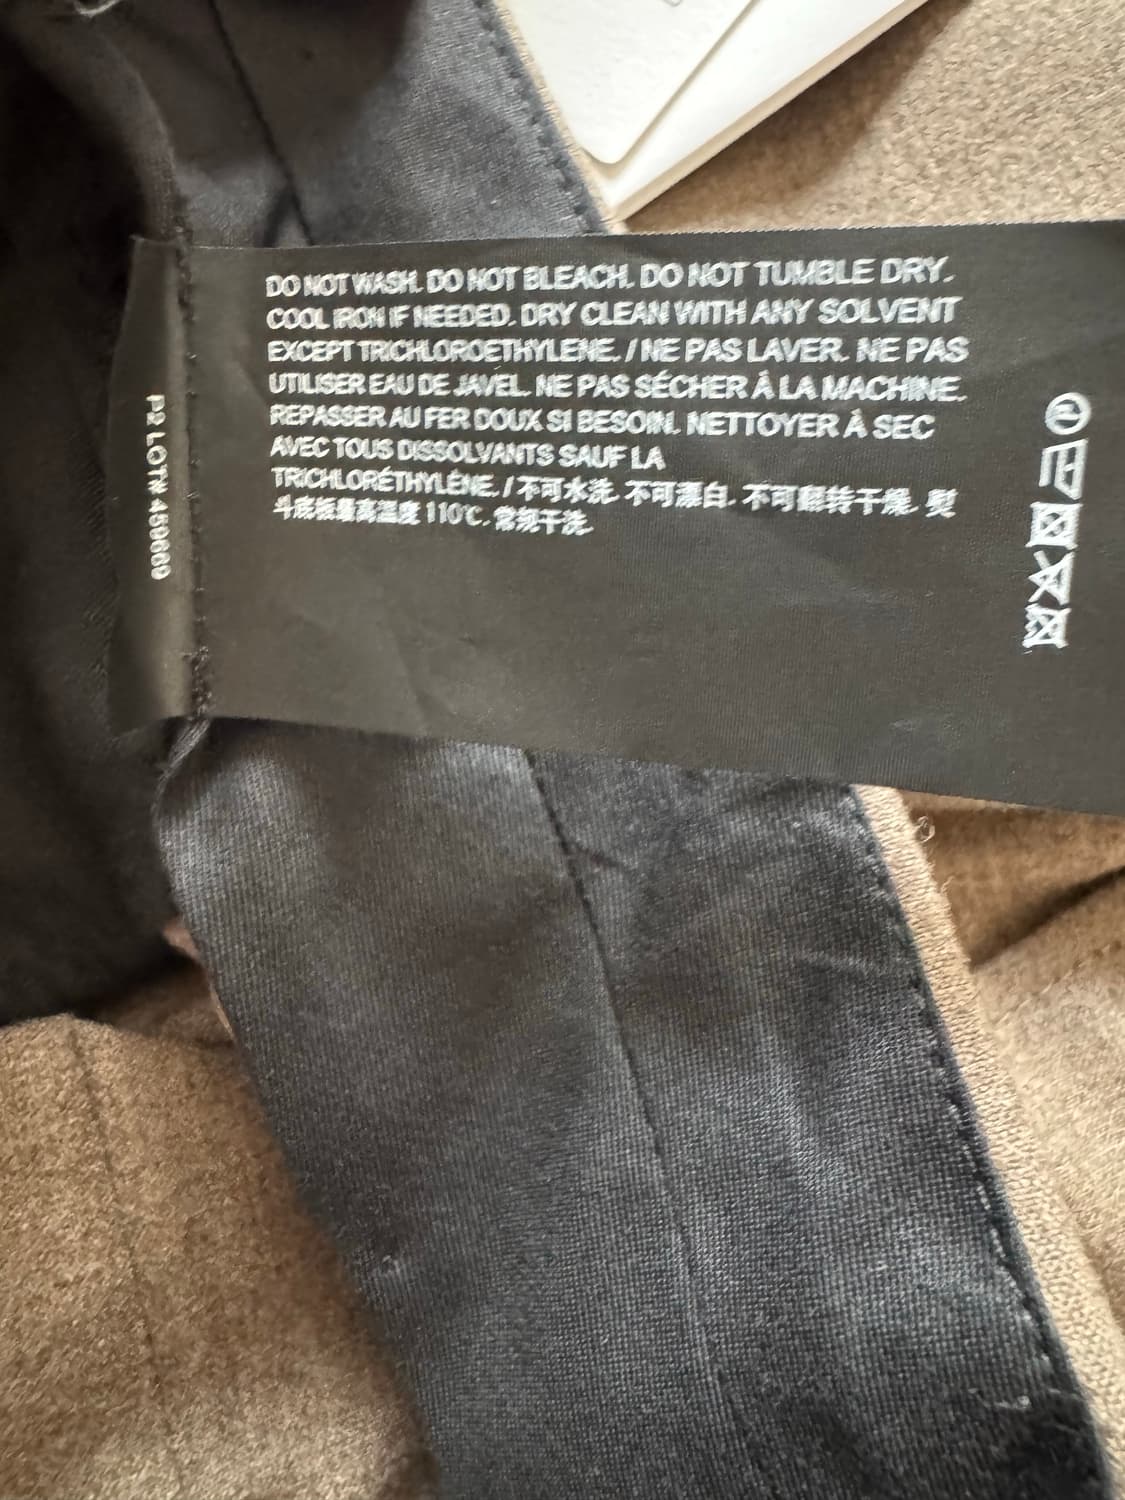 DO NOT WASH. DO NOT BLEACH. DO NOT TUMBLE DRY.
COOL IRON IF NEEDED. DRY CLEAN WITH ANY SOLVENT
EXCEPT TRICHLOROETHYLENE. / NE PAS LAVER. NE PAS
UTILISER EAU DE JAVEL. NE PAS SÉCHER À LA MACHINE.
REPASSER AU FER DOUX SI BESOIN. NETTOYER À SEC
AVEC TOUS DISSOLVANTS SAUF LA
TRICHLORÉTHYLÈNE. / 不可水洗. 不可漂白. 不可翻转干燥. 熨
斗底板最高温度 110℃. 常规干洗.
P2 LOT'N